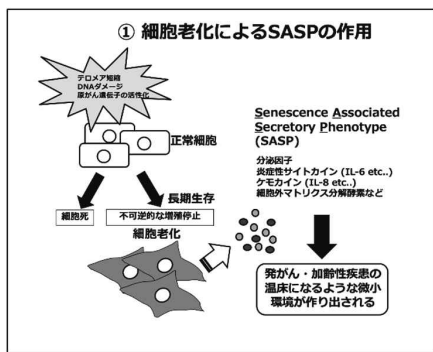 ① 細胞老化によるSASPの作用
テロメア短縮
DNAダメージ
原がん遺伝子の活性化
正常細胞
長期生存
細胞死
不可逆的な増殖停止
細胞老化
Senescence Associated
Secretory Phenotype
(SASP)
分泌因子
炎症性サイトカイン (IL-6 etc..)
ケモカイン (IL-8 etc..)
細胞外マトリクス分解酵素など
発がん・加齢性疾患の
温床になるような微小
環境が作り出される